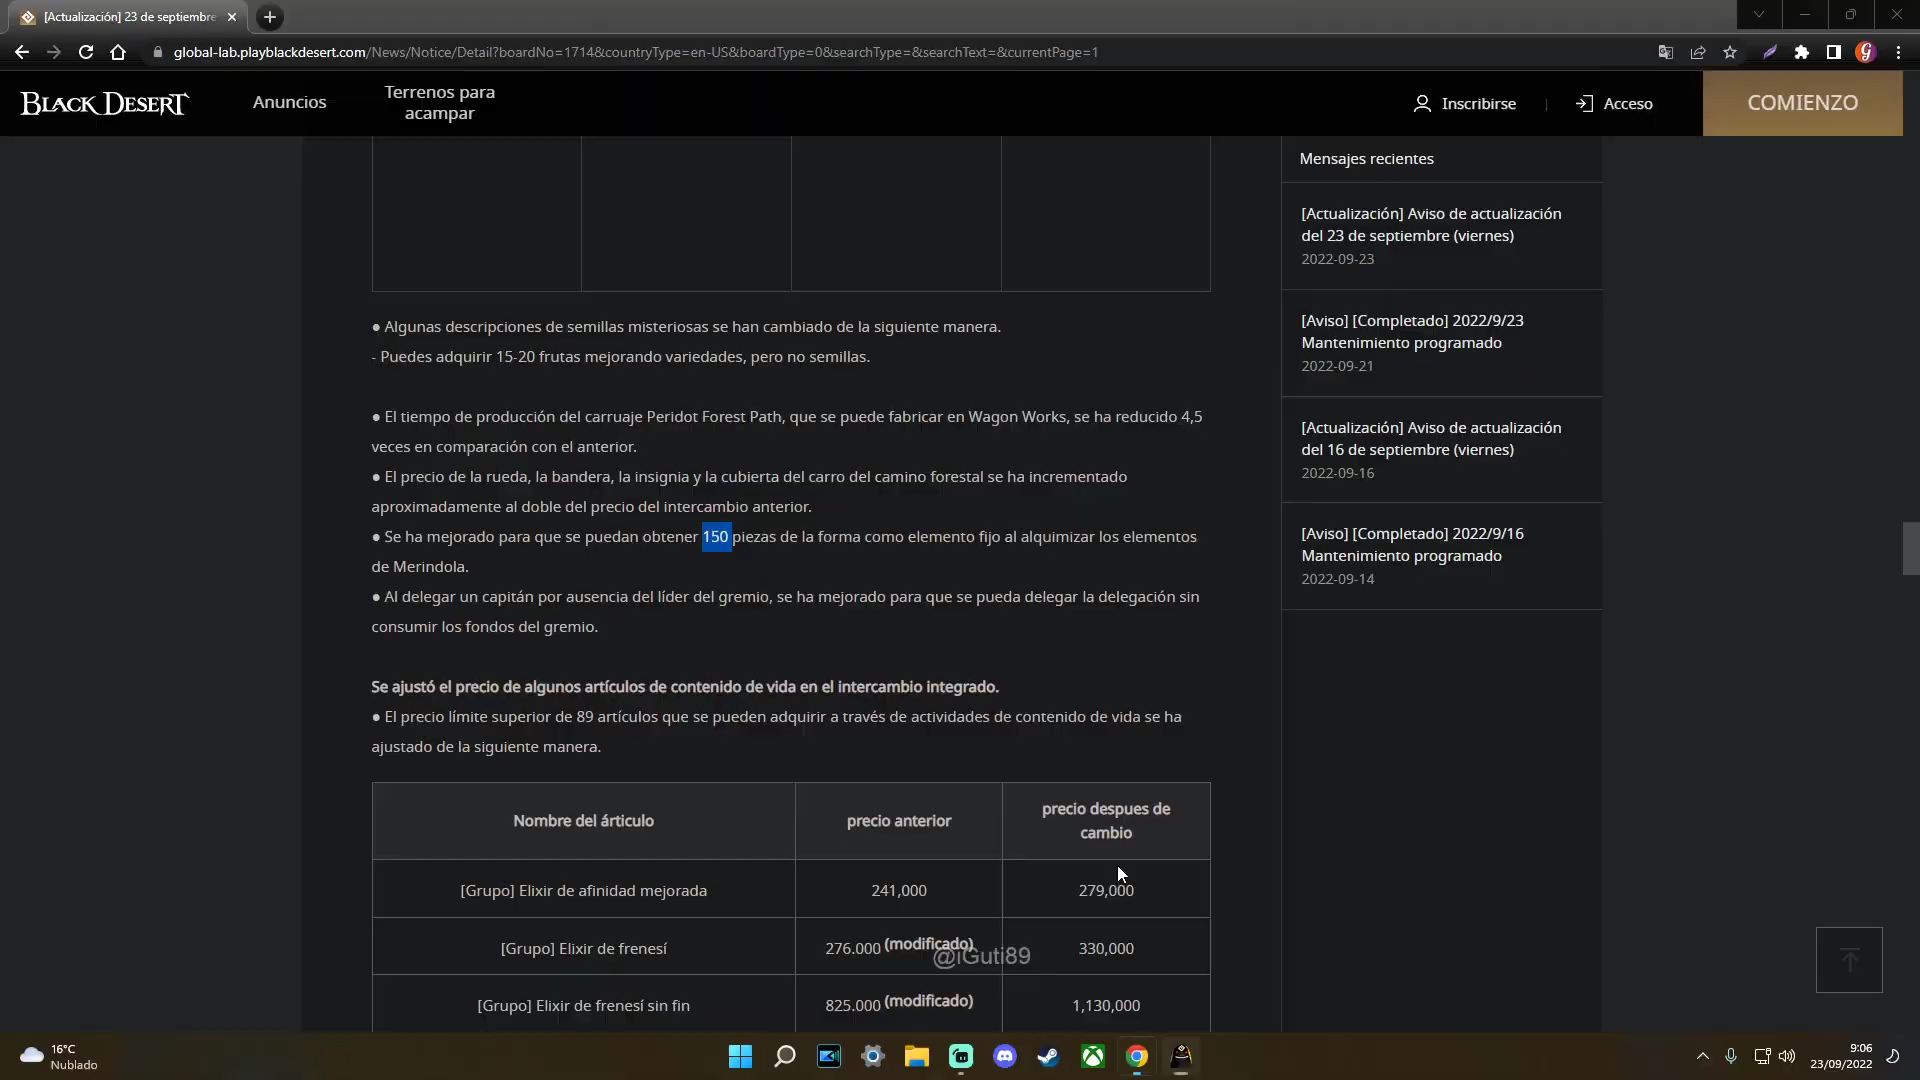 [Actualización] 23 de septiembre
global-lab.playblackdesert.com/News/Notice/Detail?boardNo=1714&countryType=en-US&boardType=0&searchType=&searchText=&currentPage=1
BLACK DESERT
Anuncios
Terrenos para
acampar
Inscribirse
Acceso
COMIENZO
● Algunas descripciones de semillas misteriosas se han cambiado de la siguiente manera.
- Puedes adquirir 15-20 frutas mejorando variedades, pero no semillas.
● El tiempo de producción del carruaje Peridot Forest Path, que se puede fabricar en Wagon Works, se ha reducido 4,5
veces en comparación con el anterior.
● El precio de la rueda, la bandera, la insignia y la cubierta del carro del camino forestal se ha incrementado
aproximadamente al doble del precio del intercambio anterior.
● Se ha mejorado para que se puedan obtener 150 piezas de la forma como elemento fijo al alquimizar los elementos
de Merindola.
● Al delegar un capitán por ausencia del líder del gremio, se ha mejorado para que se pueda delegar la delegación sin
consumir los fondos del gremio.
Se ajustó el precio de algunos artículos de contenido de vida en el intercambio integrado.
● El precio límite superior de 89 artículos que se pueden adquirir a través de actividades de contenido de vida se ha
ajustado de la siguiente manera.
Nombre del árticulo
precio anterior
precio despues de
cambio
[Grupo] Elixir de afinidad mejorada
241,000
279,000
[Grupo] Elixir de frenesí
276.000 (modificado)
330,000
[Grupo] Elixir de frenesí sin fin
825.000 (modificado)
1,130,000
@iGuti89
Mensajes recientes
[Actualización] Aviso de actualización
del 23 de septiembre (viernes)
2022-09-23
[Aviso] [Completado] 2022/9/23
Mantenimiento programado
2022-09-21
[Actualización] Aviso de actualización
del 16 de septiembre (viernes)
2022-09-16
[Aviso] [Completado] 2022/9/16
Mantenimiento programado
2022-09-14
16°C
Nublado
9:06
23/09/2022